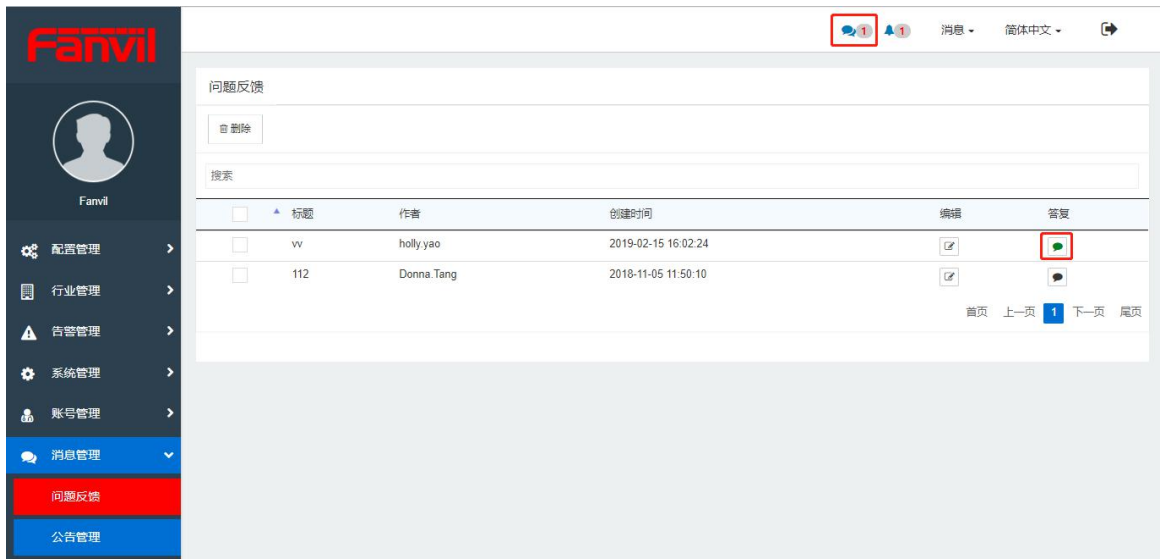 Fanvil
1 1 消息 简体中文
问题反馈
删除
搜索
Fanvil
标题 作者 创建时间 编辑 答复
vv holly.yao 2019-02-15 16:02:24
112 Donna.Tang 2018-11-05 11:50:10
首页 上一页 1 下一页 尾页
配置管理
行业管理
告警管理
系统管理
账号管理
消息管理
问题反馈
公告管理